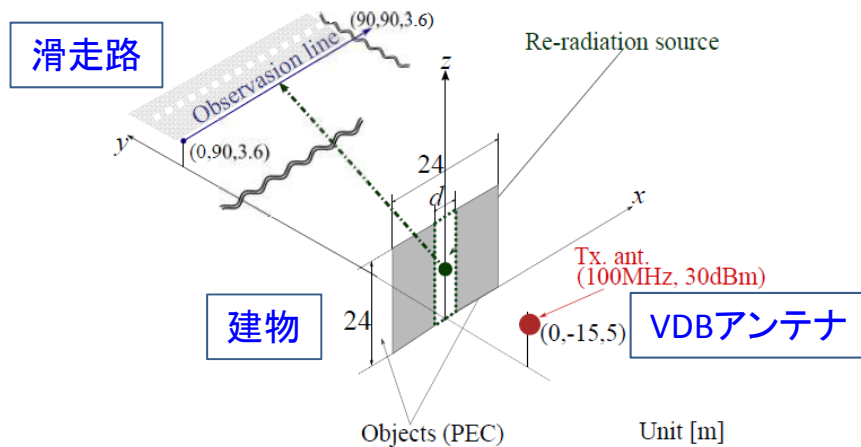 滑走路
(90,90,3.6)
Observasion line
Re-radiation source
z
y
(0,90,3.6)
24
d
x
Tx. ant.
(100MHz, 30dBm)
建物
24
(0,-15,5)
VDBアンテナ
Objects (PEC)
Unit [m]